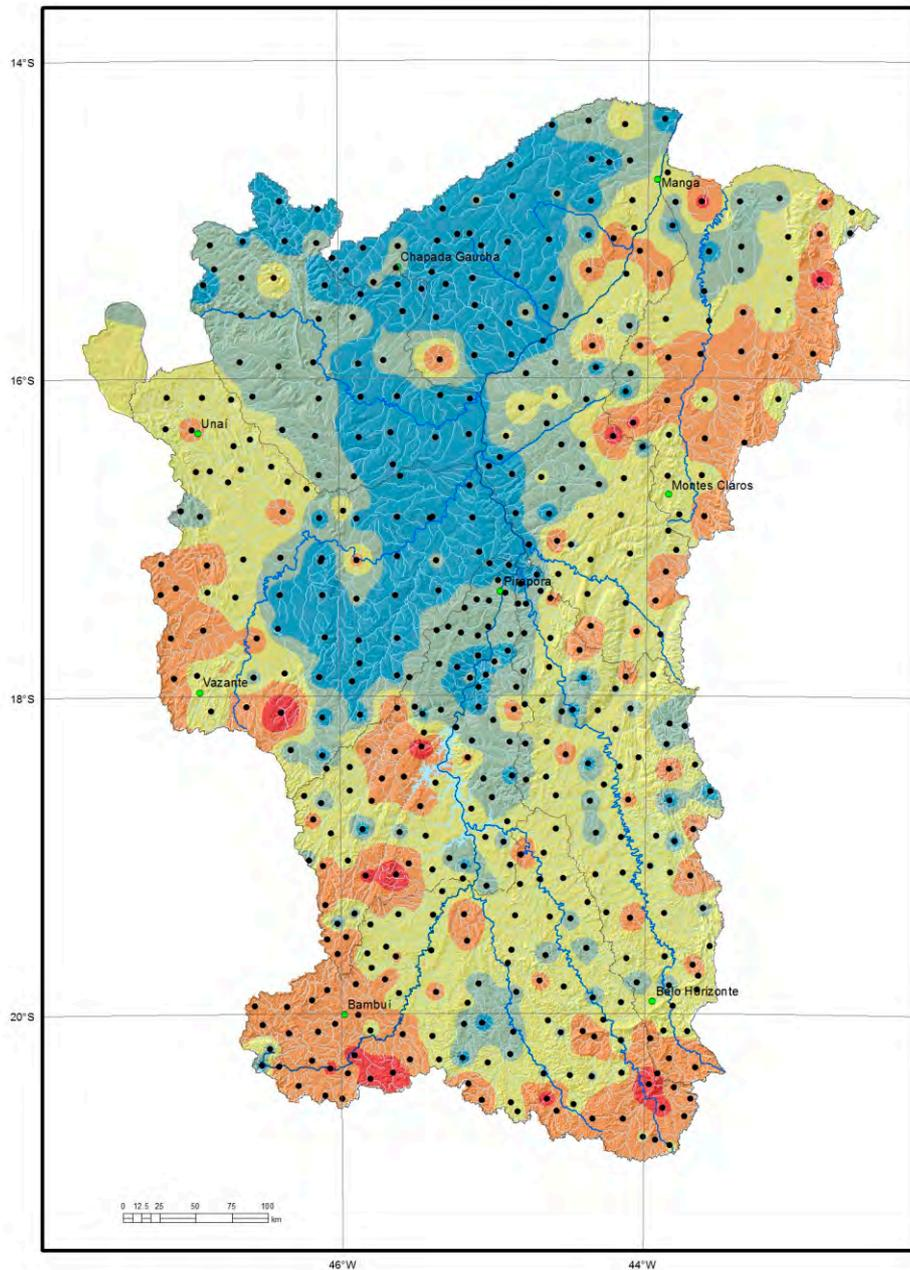 14°S
Manga
Chapada Gaucha
16°S
Unaí
Montes Claros
Pirapora
Vazante
18°S
Belo Horizonte
Bambuí
20°S
0 12.5 25 50 75 100
km
46°W 44°W